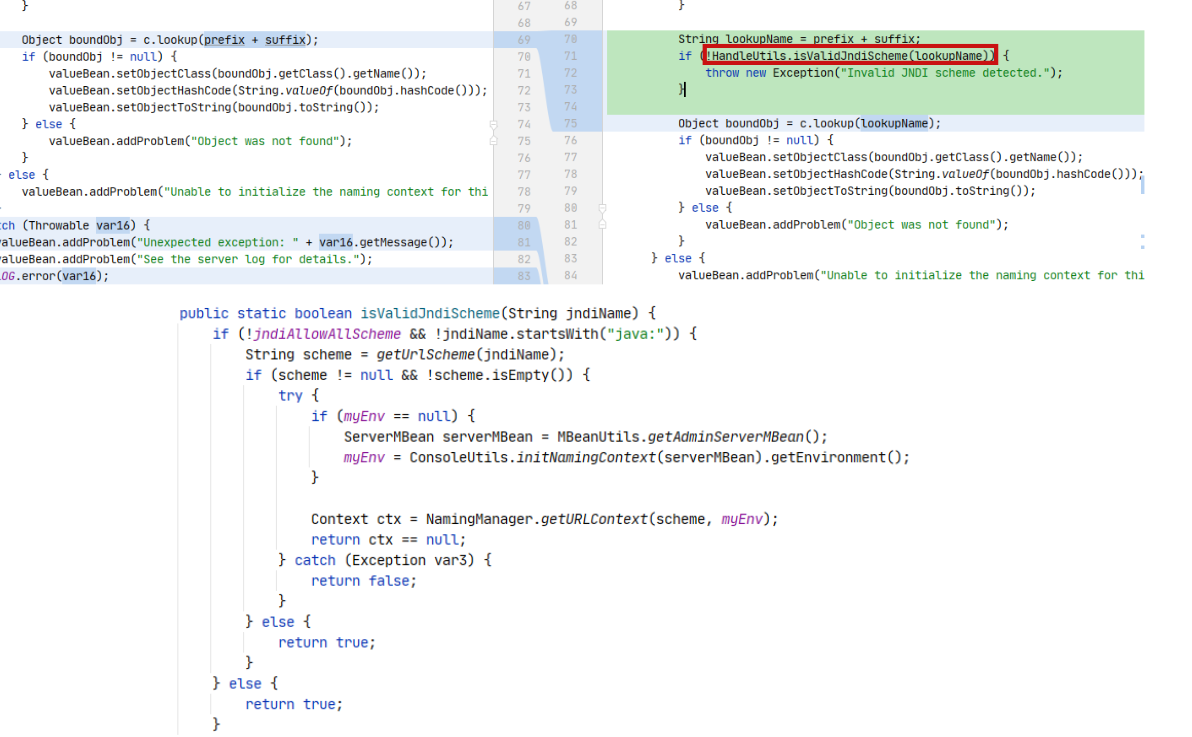 }
Object boundObj = c.lookup(prefix + suffix);
if (boundObj != null) {
valueBean.setObjectClass(boundObj.getClass().getName());
valueBean.setObjectHashCode(String.valueOf(boundObj.hashCode()));
valueBean.setObjectToString(boundObj.toString());
} else {
valueBean.addProblem("Object was not found");
}
else {
valueBean.addProblem("Unable to initialize the naming context for thi
tch (Throwable var16) {
valueBean.addProblem("Unexpected exception: " + var16.getMessage());
valueBean.addProblem("See the server log for details.");
LOG.error(var16);
67 68
68 69
69 70
70 71
71 72
72 73
73 74
74 75
75 76
76 77
77 78
78 79
79 80
80 81
81 82
82 83
83 84
}
String lookupName = prefix + suffix;
if (!HandleUtils.isValidJndiScheme(lookupName)) {
throw new Exception("Invalid JNDI scheme detected.");
}
Object boundObj = c.lookup(lookupName);
if (boundObj != null) {
valueBean.setObjectClass(boundObj.getClass().getName());
valueBean.setObjectHashCode(String.valueOf(boundObj.hashCode()));
valueBean.setObjectToString(boundObj.toString());
} else {
valueBean.addProblem("Object was not found");
}
} else {
valueBean.addProblem("Unable to initialize the naming context for thi
public static boolean isValidJndiScheme(String jndiName) {
if (!jndiAllowAllScheme && !jndiName.startsWith("java:")) {
String scheme = getUrlScheme(jndiName);
if (scheme != null && !scheme.isEmpty()) {
try {
if (myEnv == null) {
ServerMBean serverMBean = MBeanUtils.getAdminServerMBean();
myEnv = ConsoleUtils.initNamingContext(serverMBean).getEnvironment();
}
Context ctx = NamingManager.getURLContext(scheme, myEnv);
return ctx == null;
} catch (Exception var3) {
return false;
}
} else {
return true;
}
} else {
return true;
}